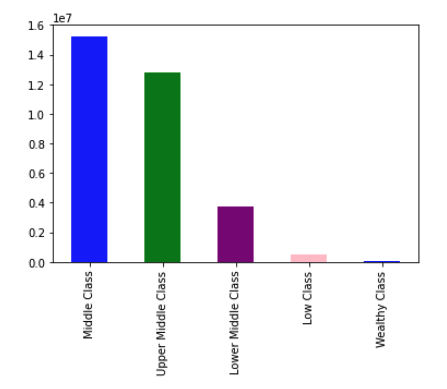 1e7
1.6
1.4
1.2
1.0
0.8
0.6
0.4
0.2
0.0
Middle Class
Upper Middle Class
Lower Middle Class
Low Class
Wealthy Class